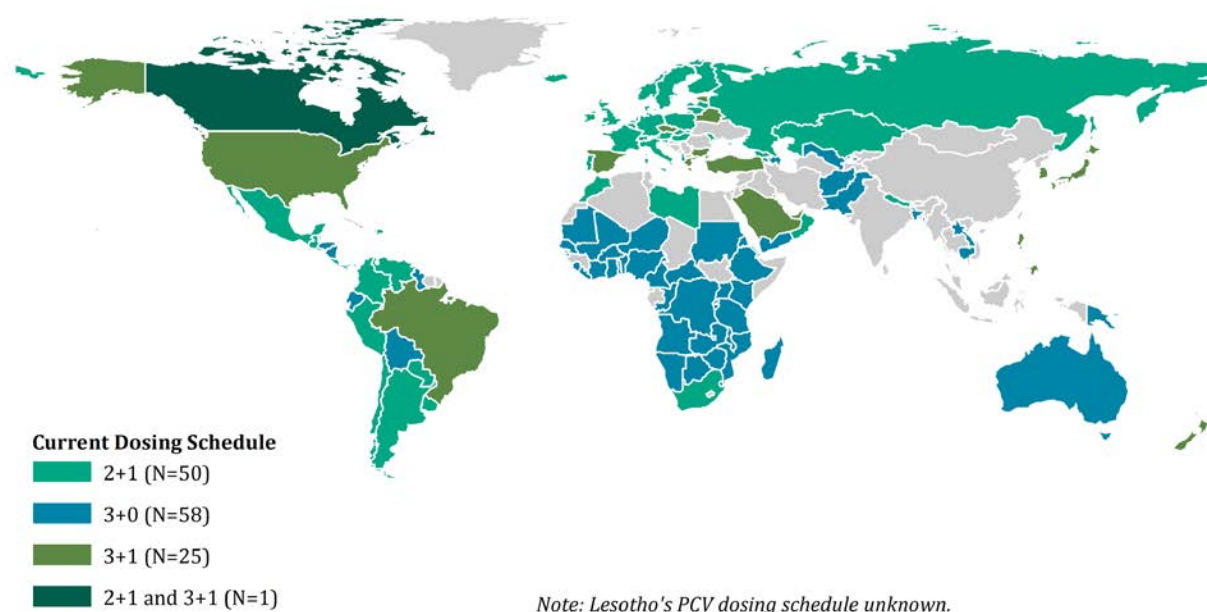 Current Dosing Schedule
2+1 (N=50)
3+0 (N=58)
3+1 (N=25)
2+1 and 3+1 (N=1)
Note: Lesotho's PCV dosing schedule unknown.